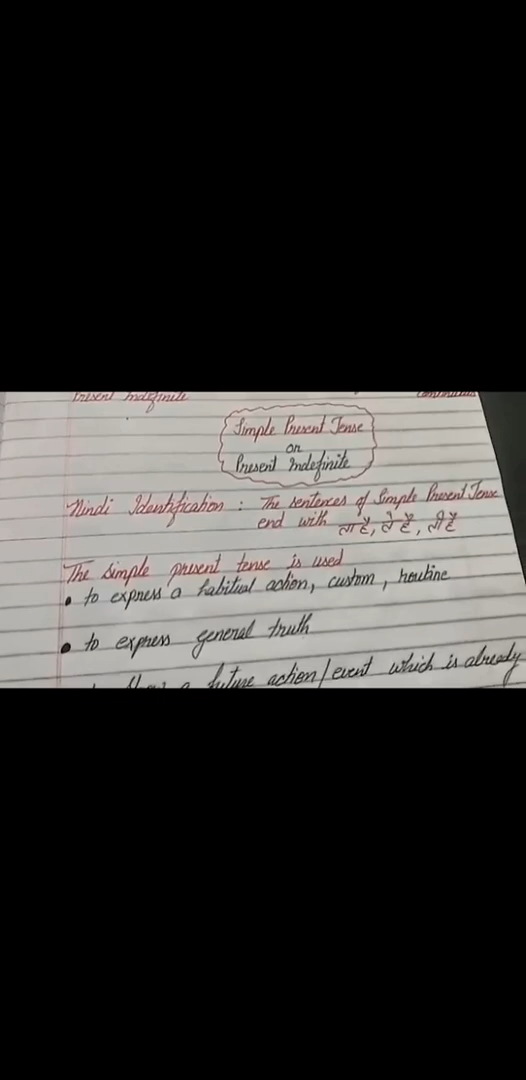 Present Indefinite
Simple Present Tense
or
Present Indefinite
Hindi Identification : The sentences of Simple Present Tense
end with ता है, ते है, ती है
The simple present tense is used
• to express a habitual action, custom, routine
• to express general truth
a future action/event which is already